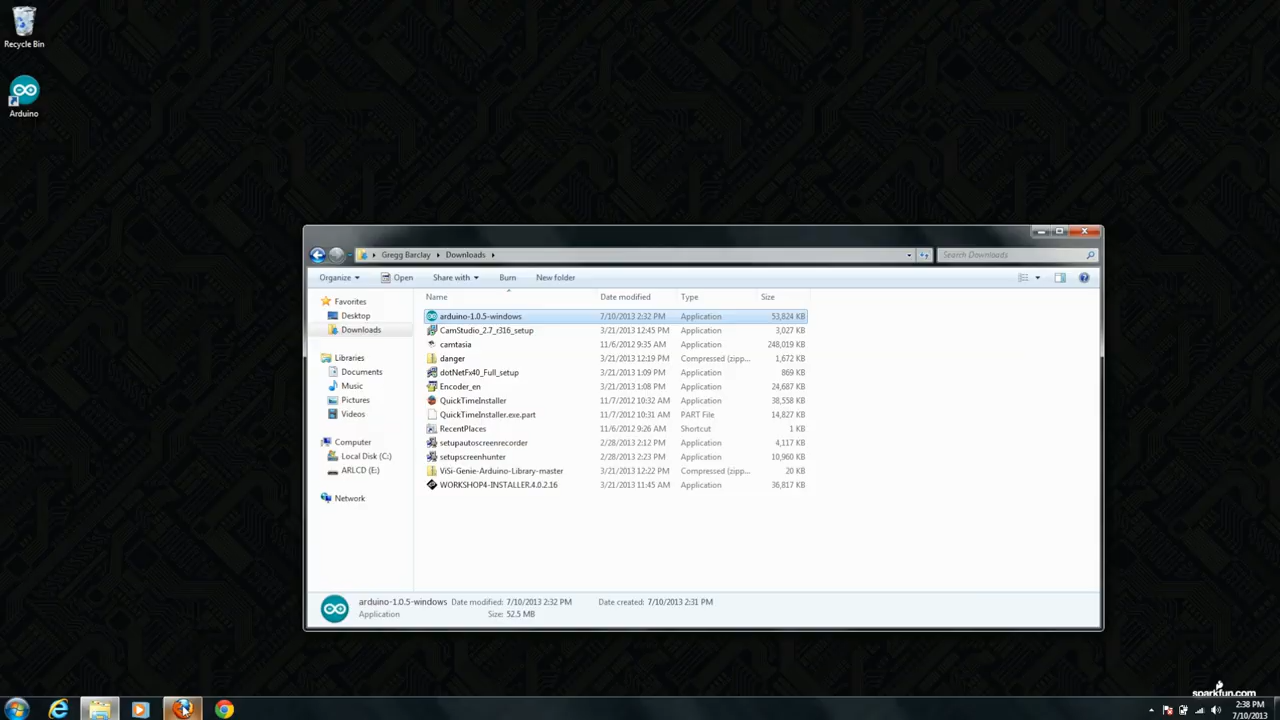 Recycle Bin
Arduino
Gregg Barclay Downloads
Search Downloads
Organize Open Share with Burn New folder
Name Date modified Type Size
Favorites
Desktop
Downloads
Libraries
Documents
Music
Pictures
Videos
Computer
Local Disk (C:)
ARLCD (E:)
Network
arduino-1.0.5-windows 7/10/2013 2:32 PM Application 53,824 KB
CamStudio_2.7_r316_setup 3/21/2013 12:45 PM Application 3,027 KB
camtasia 11/6/2012 9:35 AM Application 248,019 KB
danger 3/21/2013 12:19 PM Compressed (zipp... 1,672 KB
dotNetFx40_Full_setup 3/21/2013 1:09 PM Application 869 KB
Encoder_en 3/21/2013 1:08 PM Application 24,687 KB
QuickTimeInstaller 11/7/2012 10:32 AM Application 38,558 KB
QuickTimeInstaller.exe.part 11/7/2012 10:31 AM PART File 14,827 KB
RecentPlaces 11/6/2012 9:26 AM Shortcut 1 KB
setupautoscreenrecorder 2/28/2013 2:12 PM Application 4,117 KB
setupscreenhunter 2/28/2013 2:23 PM Application 10,960 KB
ViSi-Genie-Arduino-Library-master 3/21/2013 12:22 PM Compressed (zipp... 20 KB
WORKSHOP4-INSTALLER.4.0.2.16 3/21/2013 11:45 AM Application 36,817 KB
arduino-1.0.5-windows Date modified: 7/10/2013 2:32 PM Date created: 7/10/2013 2:31 PM
Application Size: 52.5 MB
sparkfun.com
2:38 PM
7/10/2013